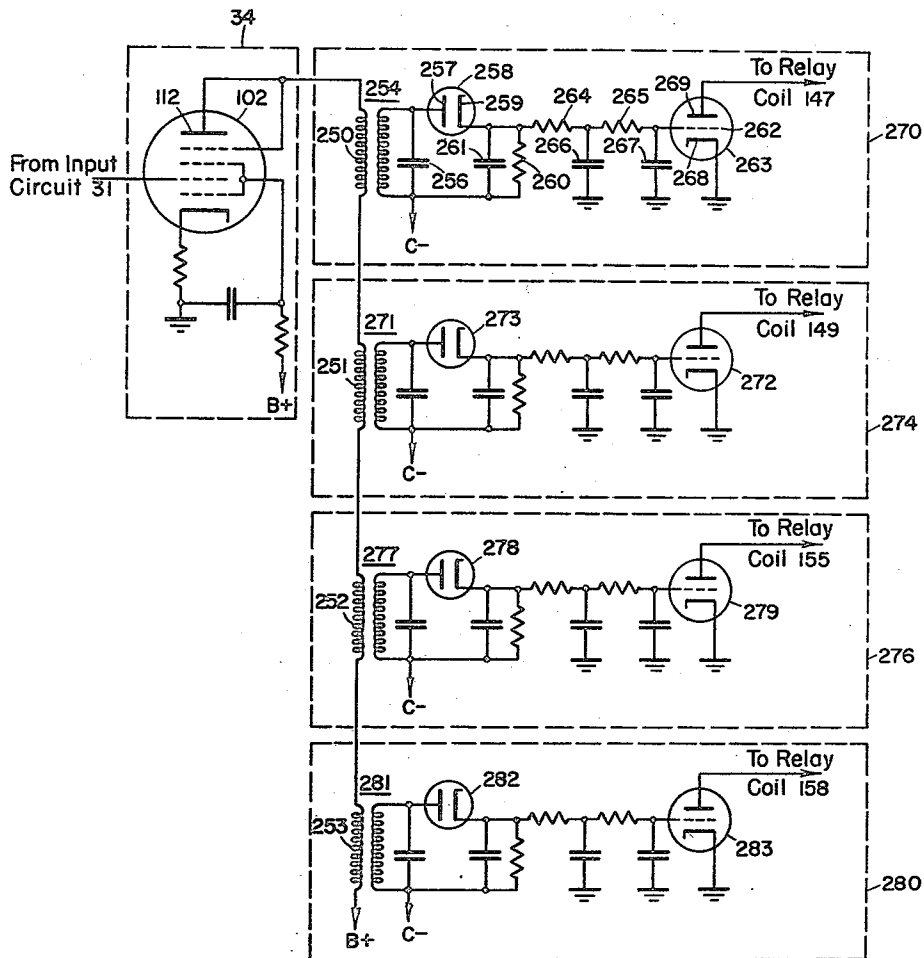 34
112
102
From Input
Circuit 31
B+
254
250
257
258
259
261
256
260
264
265
266
267
269
268
262
263
To Relay
Coil 147
270
C-
271
251
273
To Relay
Coil 149
272
274
C-
277
252
278
To Relay
Coil 155
279
276
C-
281
253
282
To Relay
Coil 158
283
280
B+
C-